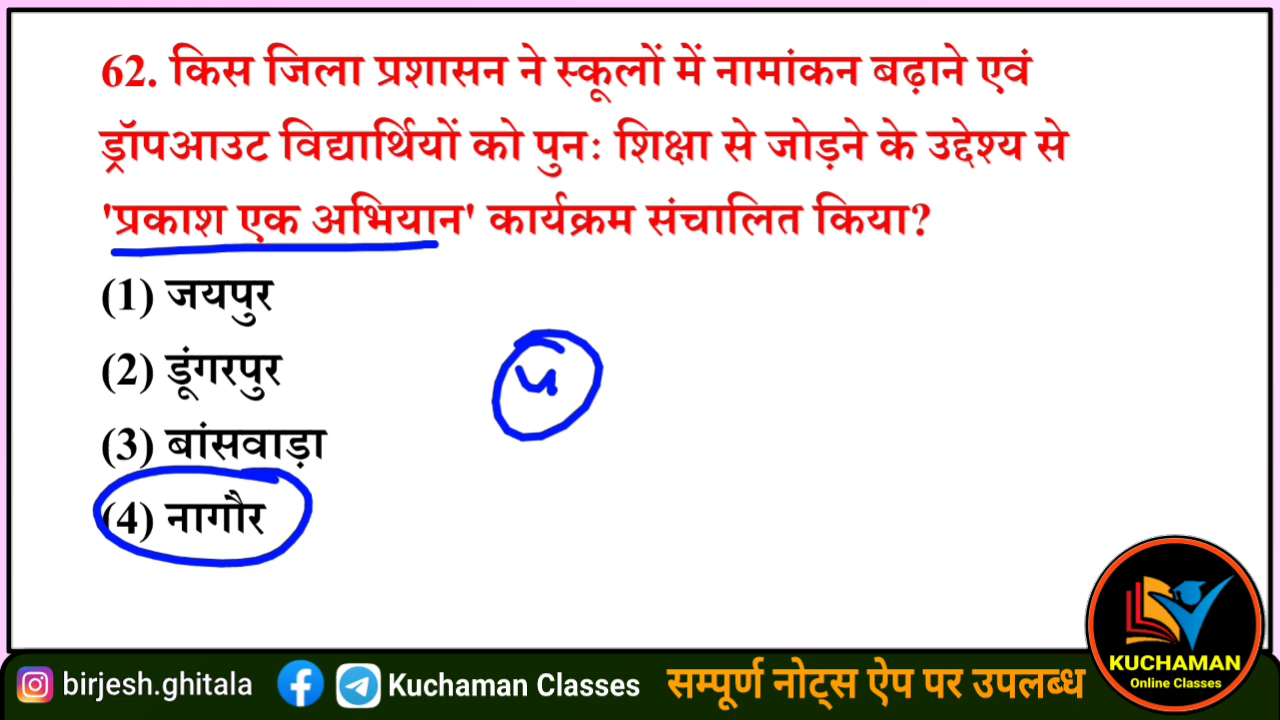 62. किस जिला प्रशासन ने स्कूलों में नामांकन बढ़ाने एवं
ड्रॉपआउट विद्यार्थियों को पुनः शिक्षा से जोड़ने के उद्देश्य से
'प्रकाश एक अभियान' कार्यक्रम संचालित किया?
(1) जयपुर
(2) डूंगरपुर
(3) बांसवाड़ा
(4) नागौर
birjesh.ghitala
Kuchaman Classes
सम्पूर्ण नोट्स ऐप पर उपलब्ध
KUCHAMAN
Online Classes